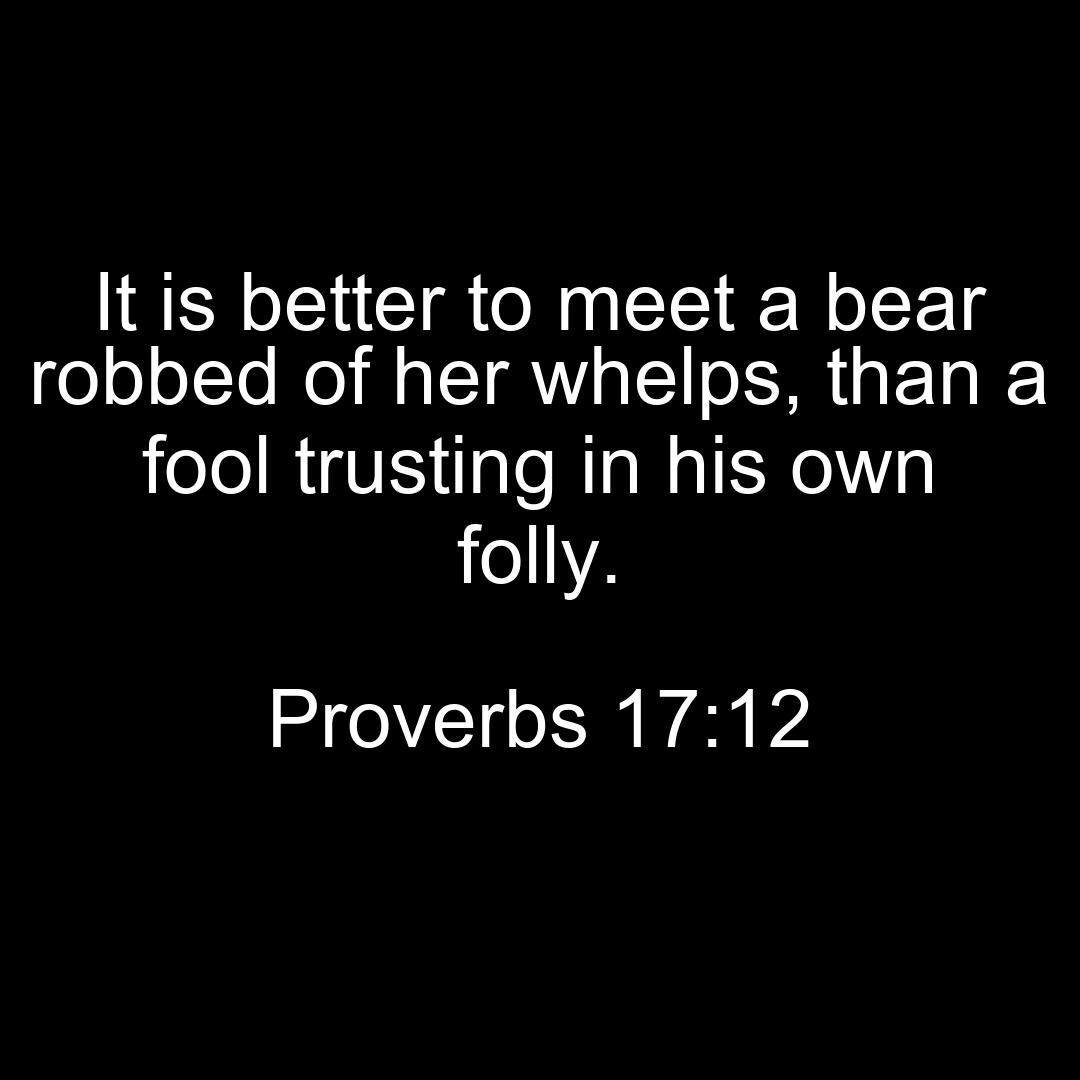 It is better to meet a bear
robbed of her whelps, than a
fool trusting in his own
folly.
Proverbs 17:12